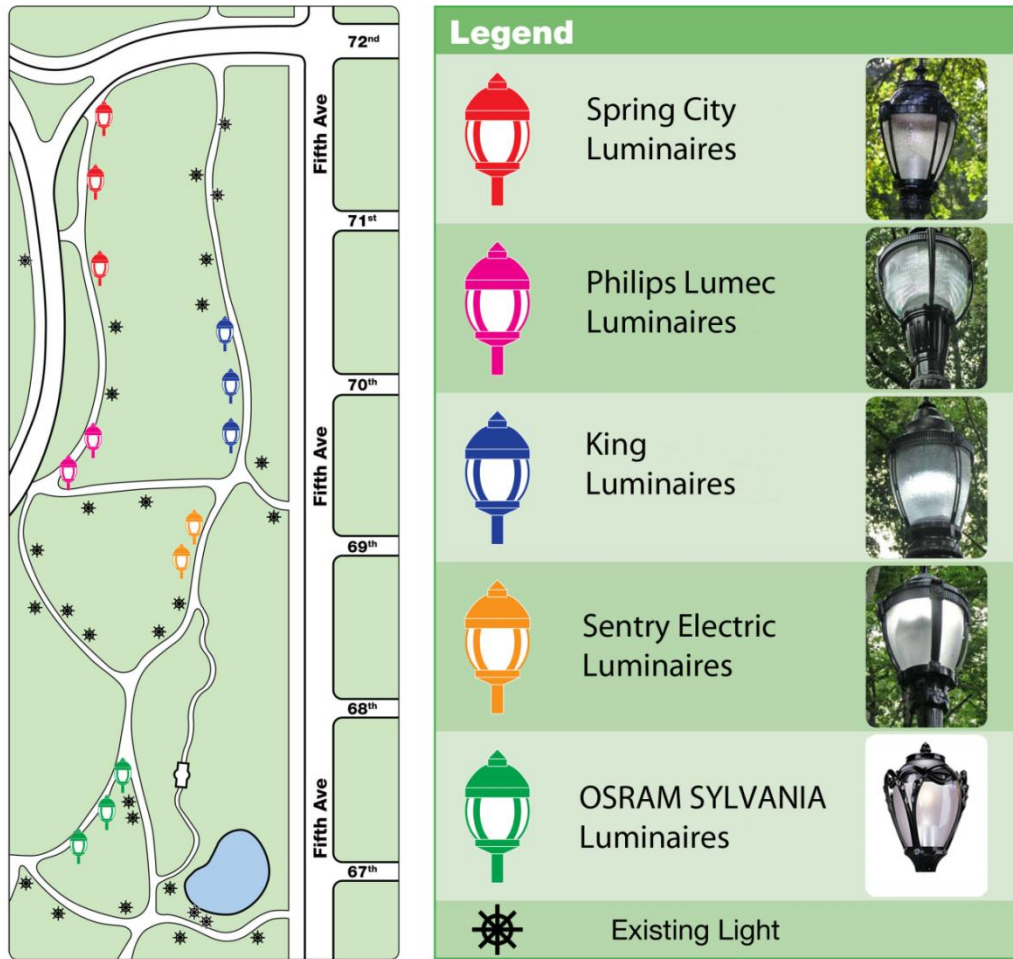 72nd
Fifth Ave
71st
70th
Fifth Ave
69th
68th
Fifth Ave
67th
Legend
Spring City
Luminaires
Philips Lumec
Luminaires
King
Luminaires
Sentry Electric
Luminaires
OSRAM SYLVANIA
Luminaires
Existing Light